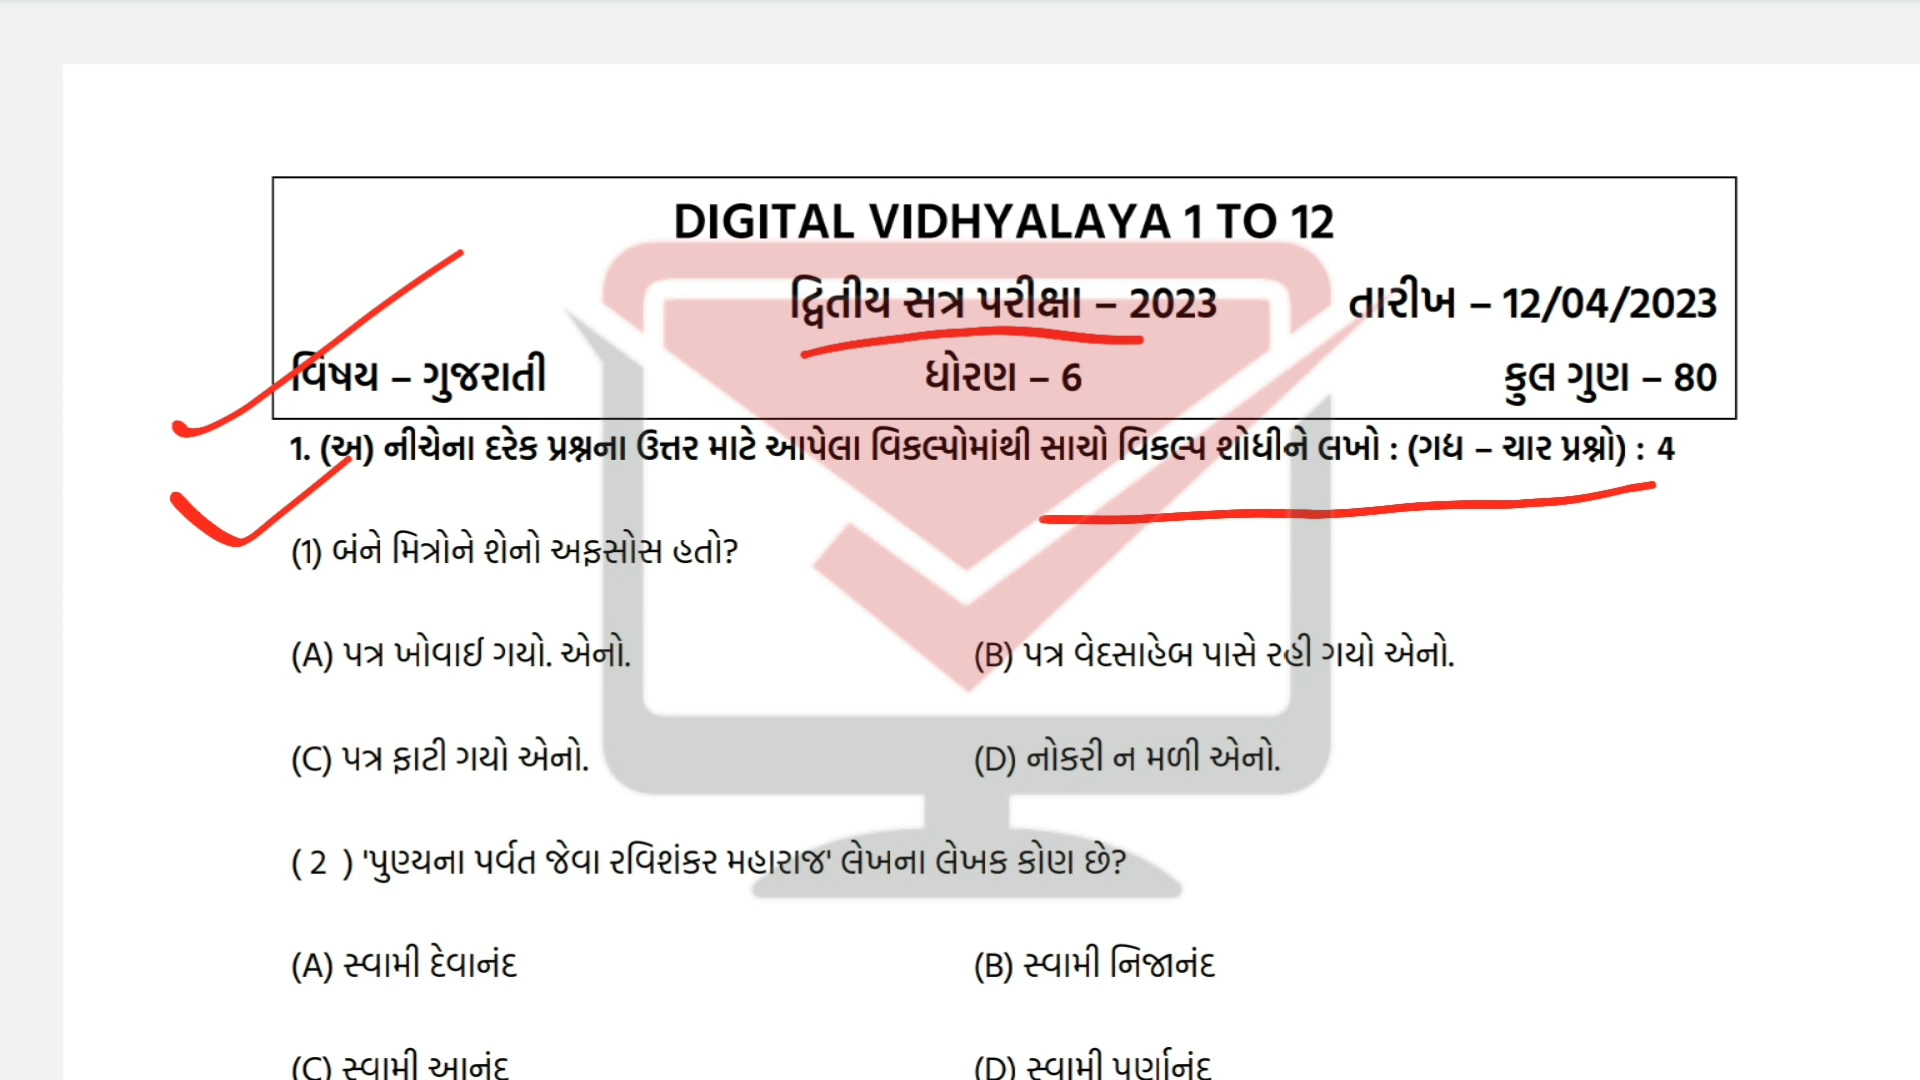 DIGITAL VIDHYALAYA 1 TO 12
દ્વિતીય સત્ર પરીક્ષા – 2023 તારીખ – 12/04/2023
વિષય – ગુજરાતી ધોરણ – 6 કુલ ગુણ – 80
1. (અ) નીચેના દરેક પ્રશ્નના ઉત્તર માટે આપેલા વિકલ્પોમાંથી સાચો વિકલ્પ શોધીને લખો : (ગદ્ય – ચાર પ્રશ્નો) : 4
(1) બંને મિત્રોને શેનો અફસોસ હતો?
(A) પત્ર ખોવાઈ ગયો. એનો. (B) પત્ર વેદસાહેબ પાસે રહી ગયો એનો.
(C) પત્ર ફાટી ગયો એનો. (D) નોકરી ન મળી એનો.
( 2 ) 'પુણ્યના પર્વત જેવા રવિશંકર મહારાજ' લેખના લેખક કોણ છે?
(A) સ્વામી દેવાનંદ (B) સ્વામી નિજાનંદ
(C) સ્વામી આનંદ (D) સ્વામી પર્ણાનંદ